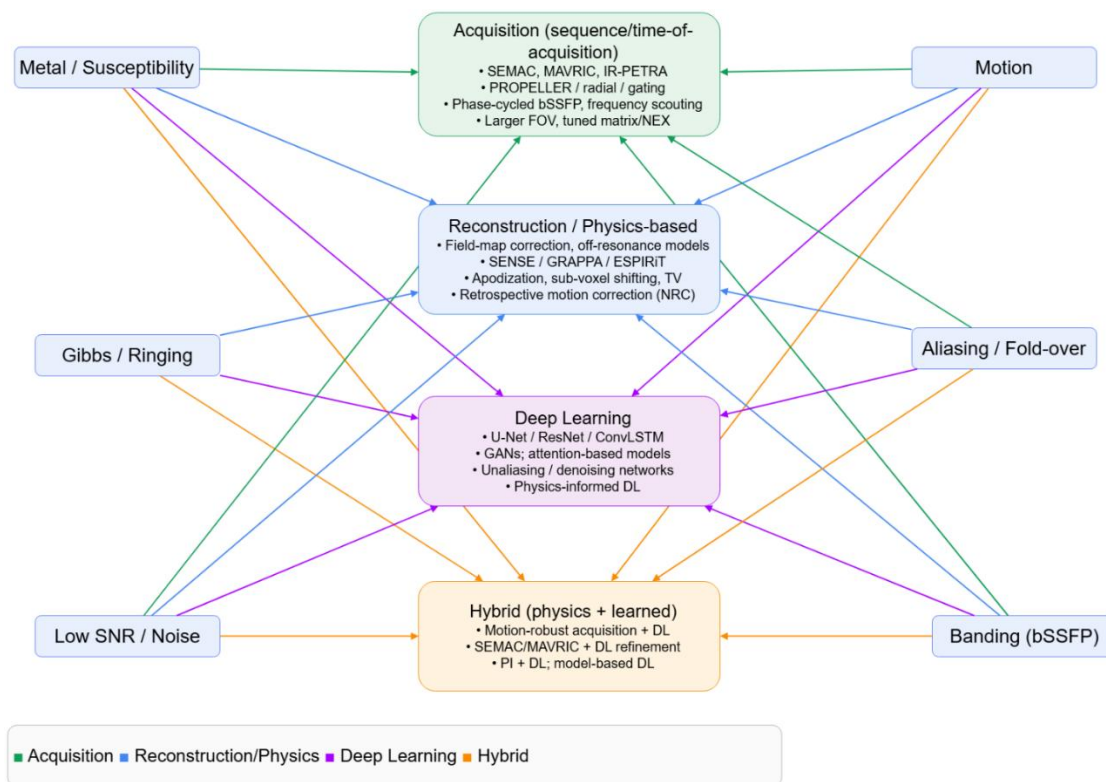 Metal / Susceptibility
Acquisition (sequence/time-of-
acquisition)
• SEMAC, MAVRIC, IR-PETRA
• PROPELLER / radial / gating
• Phase-cycled bSSFP, frequency scouting
• Larger FOV, tuned matrix/NEX
Motion
Reconstruction / Physics-based
• Field-map correction, off-resonance models
• SENSE / GRAPPA / ESPIRiT
• Apodization, sub-voxel shifting, TV
• Retrospective motion correction (NRC)
Gibbs / Ringing
Aliasing / Fold-over
Deep Learning
• U-Net / ResNet / ConvLSTM
• GANs; attention-based models
• Unaliasing / denoising networks
• Physics-informed DL
Low SNR / Noise
Hybrid (physics + learned)
• Motion-robust acquisition + DL
• SEMAC/MAVRIC + DL refinement
• PI + DL; model-based DL
Banding (bSSFP)
Acquisition Reconstruction/Physics Deep Learning Hybrid